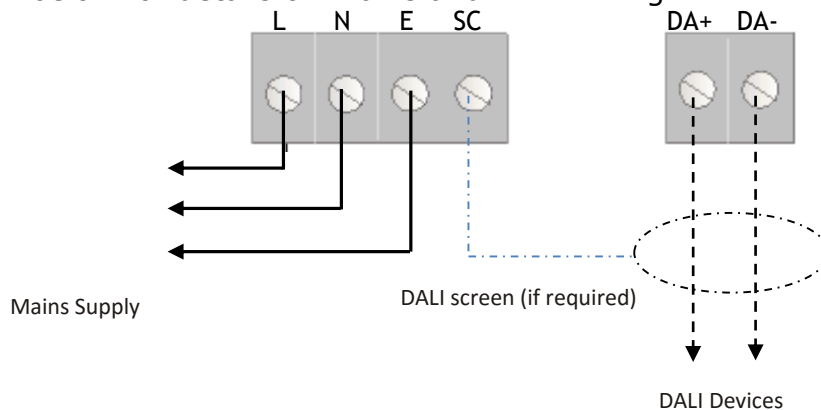 L N E SC DA+ DA-
DALI screen (if required)
Mains Supply
DALI Devices